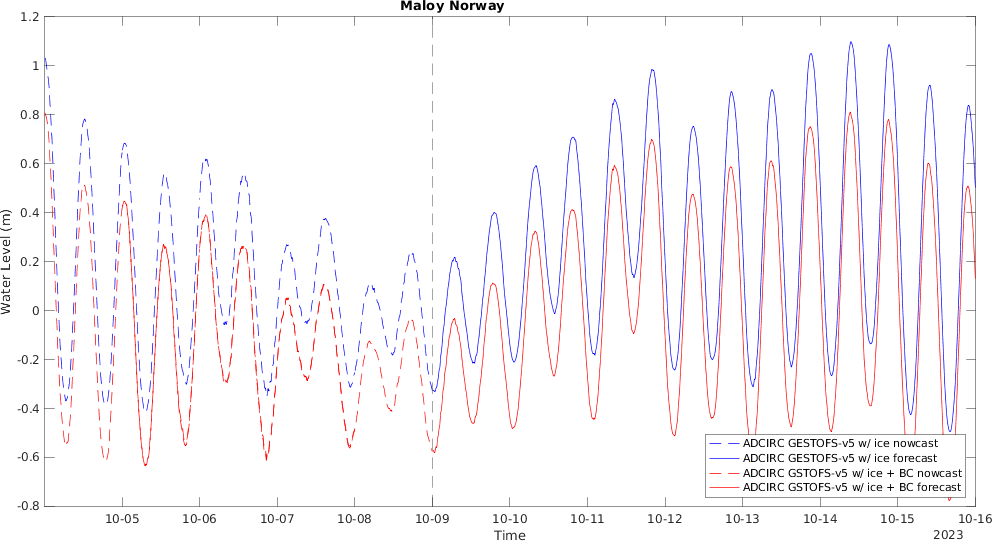 Maloy Norway
1.2
1
0.8
0.6
0.4
0.2
0
-0.2
-0.4
-0.6
-0.8
Water Level (m)
ADCIRC GESTOFS-v5 w/ ice nowcast
ADCIRC GESTOFS-v5 w/ ice forecast
ADCIRC GSTOFS-v5 w/ ice + BC nowcast
ADCIRC GSTOFS-v5 w/ ice + BC forecast
10-05 10-06 10-07 10-08 10-09 10-10 10-11 10-12 10-13 10-14 10-15 10-16
Time
2023